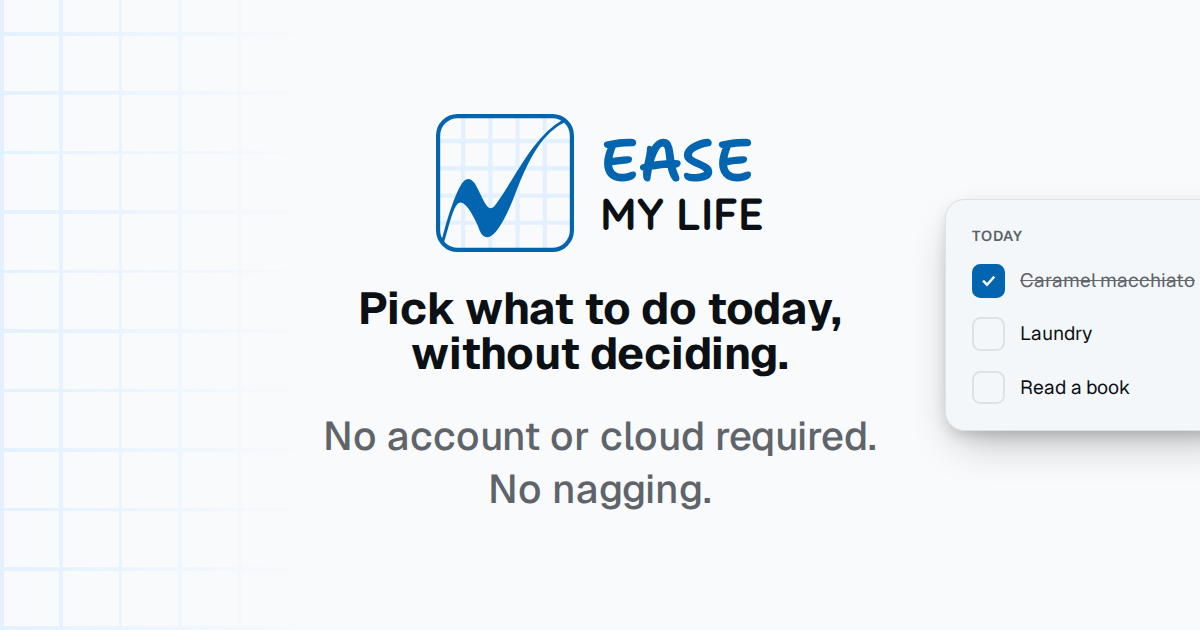 EASE
MY LIFE
Pick what to do today,
without deciding.
No account or cloud required.
No nagging.
TODAY
Caramel macchiato
Laundry
Read a book